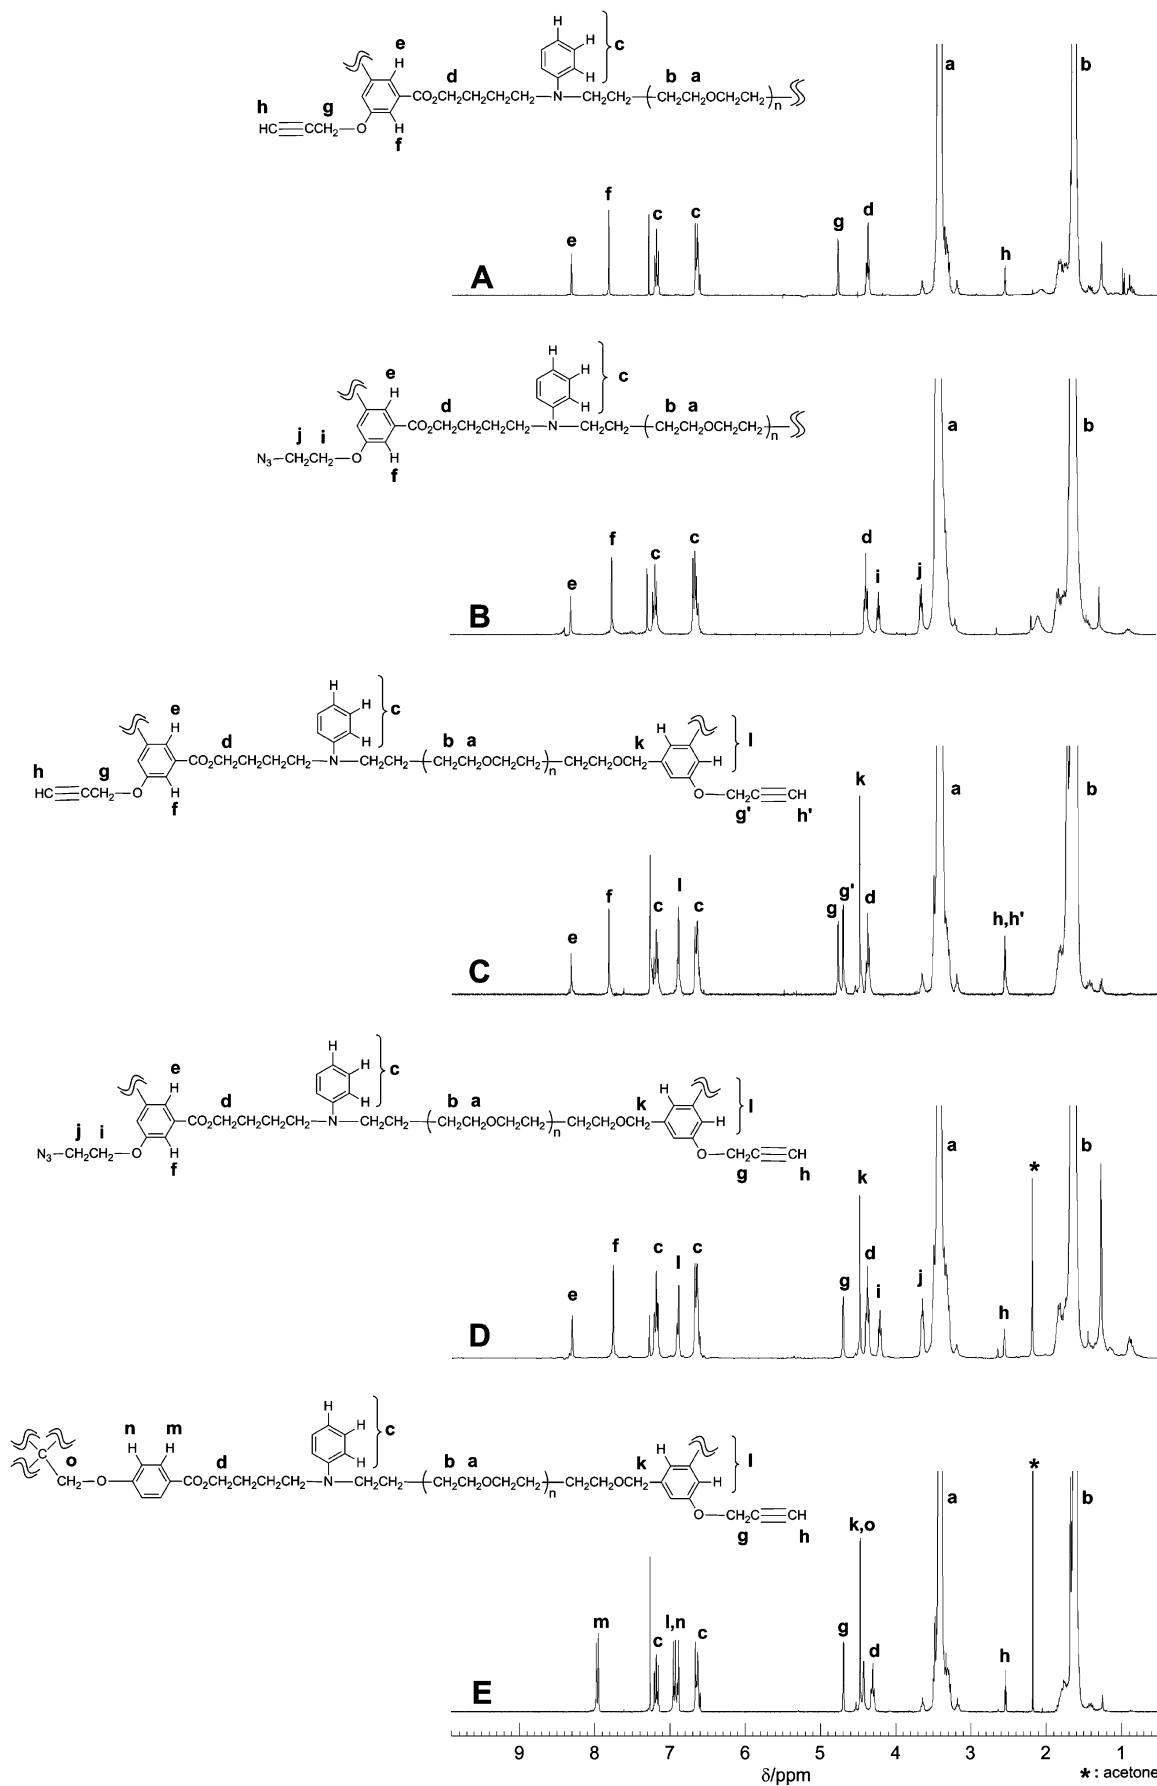 H
H
e
c
H
H
d
b a
CO₂CH₂CH₂CH₂CH₂ N CH₂CH₂ ( CH₂CH₂OCH₂CH₂ )n
h g
HC CH₂ O H
f
a b
f
c c
g d
e h
A
H
H
e
c
H
H
d
b a
CO₂CH₂CH₂CH₂CH₂ N CH₂CH₂ ( CH₂CH₂OCH₂CH₂ )n
j i
N₃ CH₂CH₂ O H
f
a b
f c c d
e i j
B
H
H
e
c
H
H
d
b a
k
H
l
CO₂CH₂CH₂CH₂CH₂ N CH₂CH₂ ( CH₂CH₂OCH₂CH₂ )n CH₂CH₂OCH₂ H
h g
HC CH₂ O H
f
O CH₂C CH
g' h'
k a b
f c l c g g' d h,h'
e
C
H
H
e
c
H
H
d
b a
k
H
l
CO₂CH₂CH₂CH₂CH₂ N CH₂CH₂ ( CH₂CH₂OCH₂CH₂ )n CH₂CH₂OCH₂ H
j i
N₃ CH₂CH₂ O H
f
O CH₂C CH
g h
a * b
k
f c l c g d i j h
e
D
H
n m
H H
c
H
H
C
o
d
b a
k
H
l
CH₂ O CO₂CH₂CH₂CH₂CH₂ N CH₂CH₂ ( CH₂CH₂OCH₂CH₂ )n CH₂CH₂OCH₂ H
O CH₂C CH
g h
a * b
k,o
m c l,n c g d h
E
9 8 7 6 5 4 3 2 1
δ/ppm
* : acetone